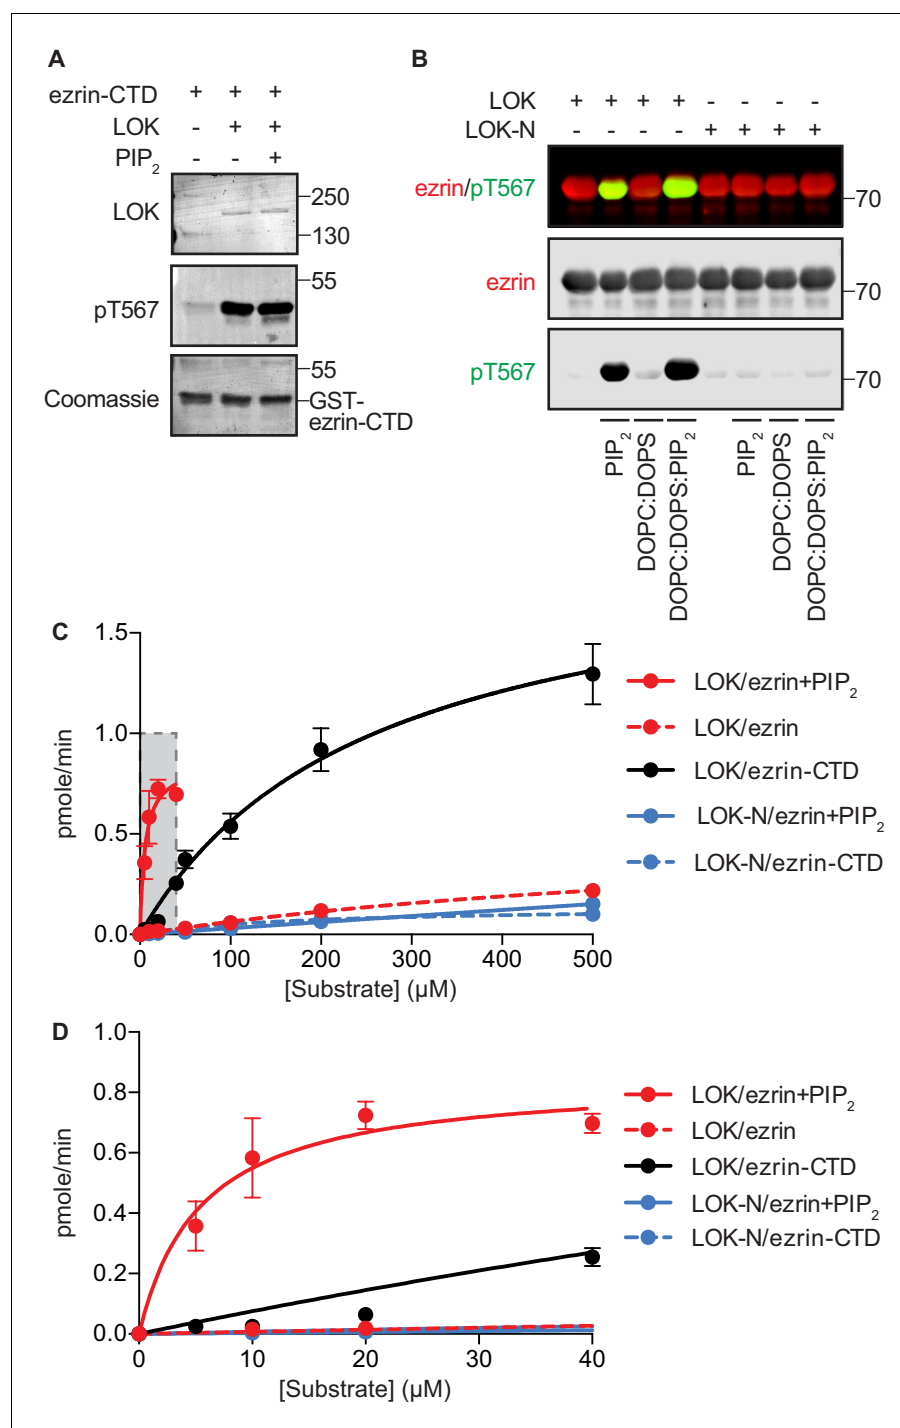 A
ezrin-CTD + + +
LOK - + +
PIP2 - - +
LOK
250
130
pT567
55
Coomassie
55
GST-
ezrin-CTD
B
LOK + + + + - - - -
LOK-N - - - - + + + +
ezrin/pT567
70
ezrin
70
pT567
70
PIP2
DOPC:DOPS
DOPC:DOPS:PIP2
PIP2
DOPC:DOPS
DOPC:DOPS:PIP2
C
1.5
1.0
0.5
0.0
pmole/min
0 100 200 300 400 500
[Substrate] (µM)
LOK/ezrin+PIP2
LOK/ezrin
LOK/ezrin-CTD
LOK-N/ezrin+PIP2
LOK-N/ezrin-CTD
D
1.0
0.8
0.6
0.4
0.2
0.0
pmole/min
0 10 20 30 40
[Substrate] (µM)
LOK/ezrin+PIP2
LOK/ezrin
LOK/ezrin-CTD
LOK-N/ezrin+PIP2
LOK-N/ezrin-CTD